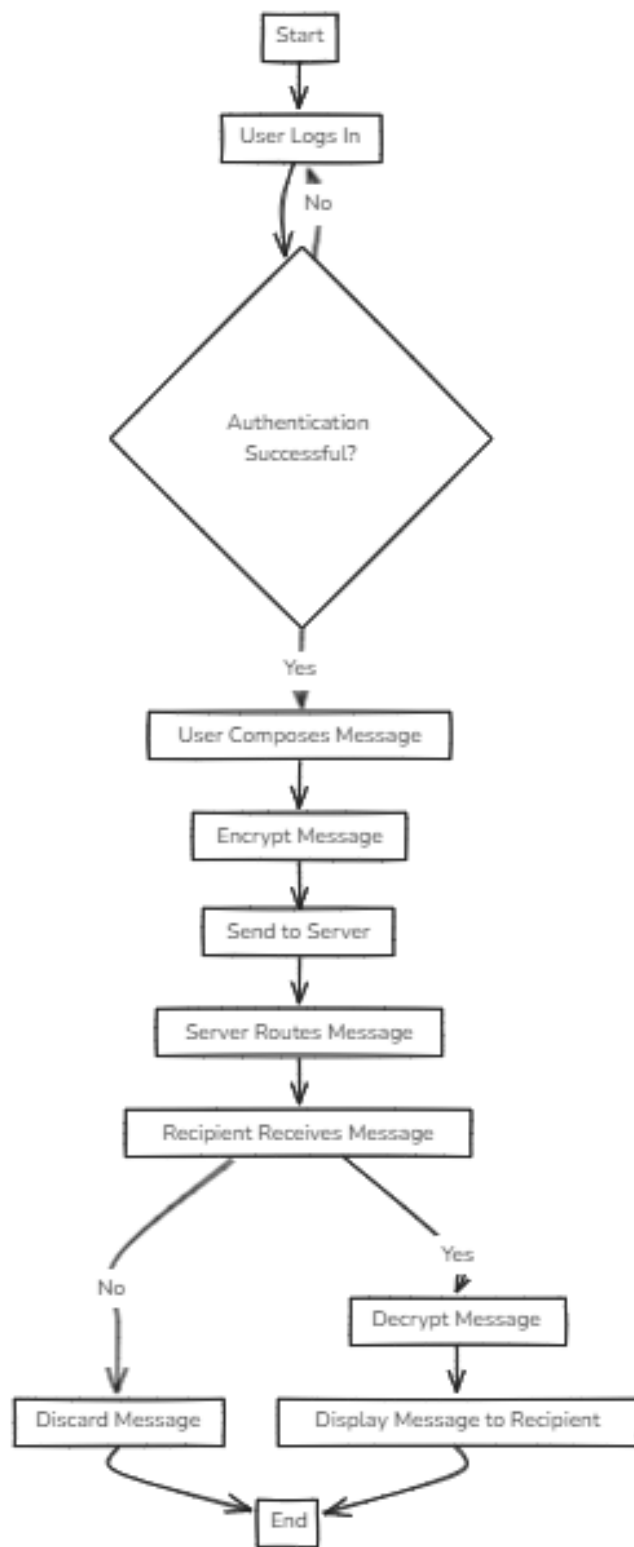 Start
User Logs In
No
Authentication
Successful?
Yes
User Composes Message
Encrypt Message
Send to Server
Server Routes Message
Recipient Receives Message
Yes
No
Decrypt Message
Discard Message
Display Message to Recipient
End